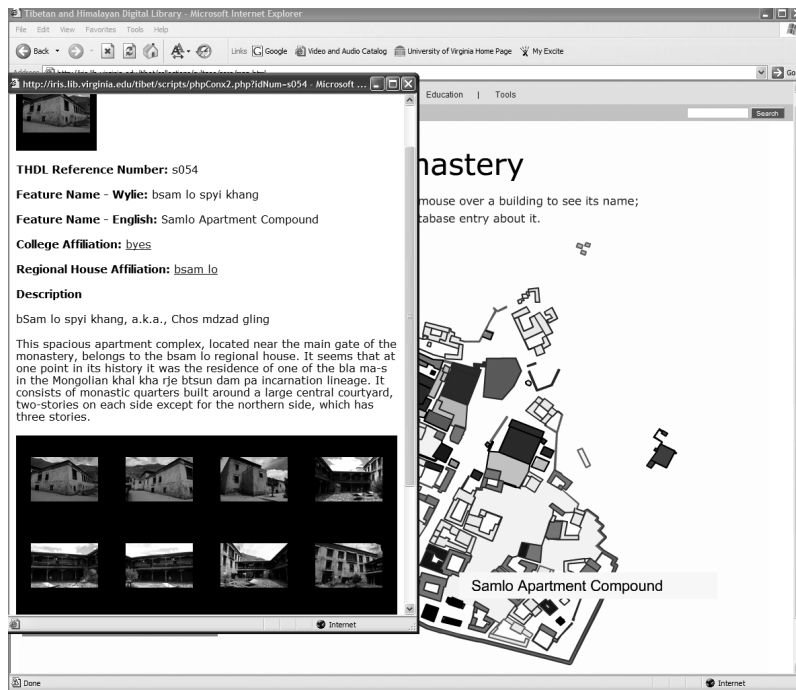 Tibetan and Himalayan Digital Library - Microsoft Internet Explorer
File Edit View Favorites Tools Help
Back
Links Google Video and Audio Catalog University of Virginia Home Page My Excite
Go
http://iris.lib.virginia.edu/tibet/scripts/phpConx2.php?idNum=s054 - Microsoft ...
Education | Tools
Search
THDL Reference Number: s054
Feature Name - Wylie: bsam lo spyi khang
Feature Name - English: Samlo Apartment Compound
College Affiliation: byes
Regional House Affiliation: bsam lo
Description
bSam lo spyi khang, a.k.a., Chos mdzad gling
This spacious apartment complex, located near the main gate of the
monastery, belongs to the bsam lo regional house. It seems that at
one point in its history it was the residence of one of the bla ma-s
in the Mongolian khal kha rje btsun dam pa incarnation lineage. It
consists of monastic quarters built around a large central courtyard,
two-stories on each side except for the northern side, which has
three stories.
Internet
nastery
mouse over a building to see its name;
tabase entry about it.
Samlo Apartment Compound
Done
Internet